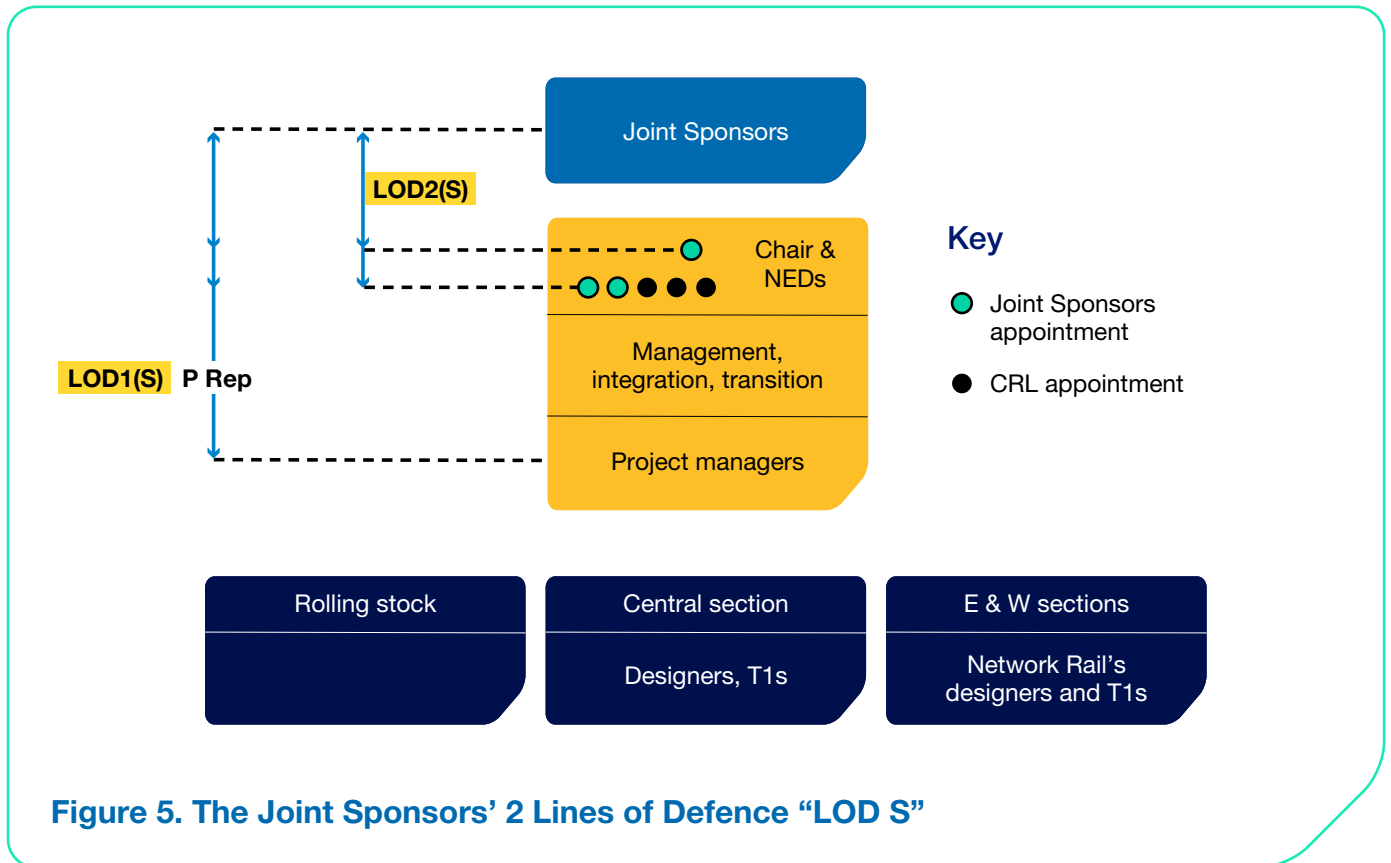 Joint Sponsors
LOD2(S)
Chair &
NEDs
Management,
integration, transition
LOD1(S) P Rep
Project managers
Key
Joint Sponsors
appointment
CRL appointment
Rolling stock
Central section
Designers, T1s
E & W sections
Network Rail’s
designers and T1s
Figure 5. The Joint Sponsors’ 2 Lines of Defence “LOD S”